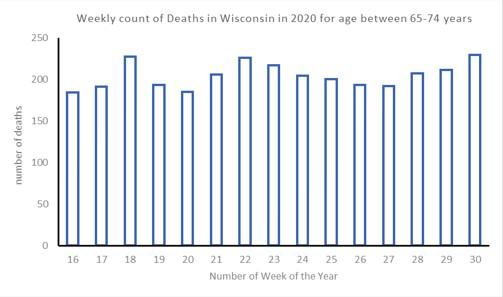 Weekly count of Deaths in Wisconsin in 2020 for age between 65-74 years
250
200
150
100
50
0
number of deaths
16 17 18 19 20 21 22 23 24 25 26 27 28 29 30
Number of Week of the Year